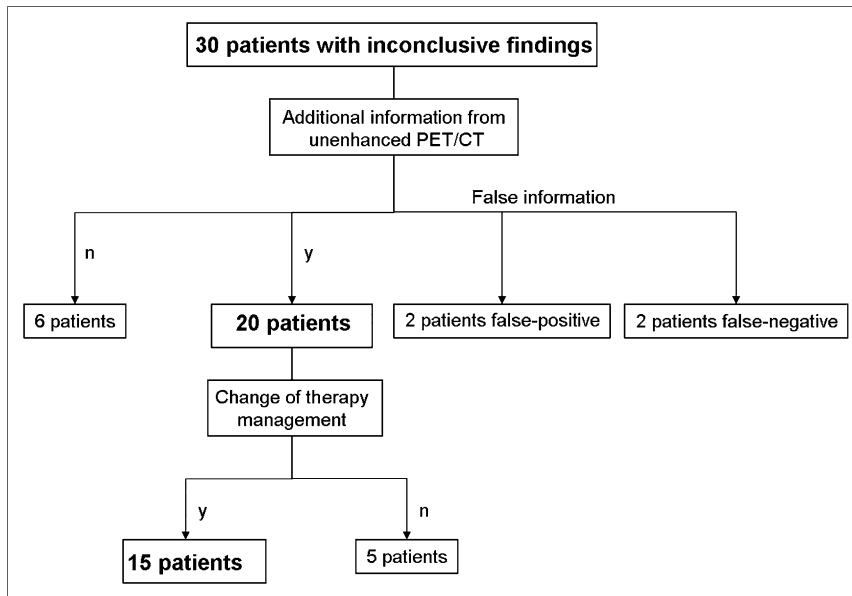 30 patients with inconclusive findings
Additional information from
unenhanced PET/CT
False information
n
y
6 patients
20 patients
2 patients false-positive
2 patients false-negative
Change of therapy
management
y
n
15 patients
5 patients